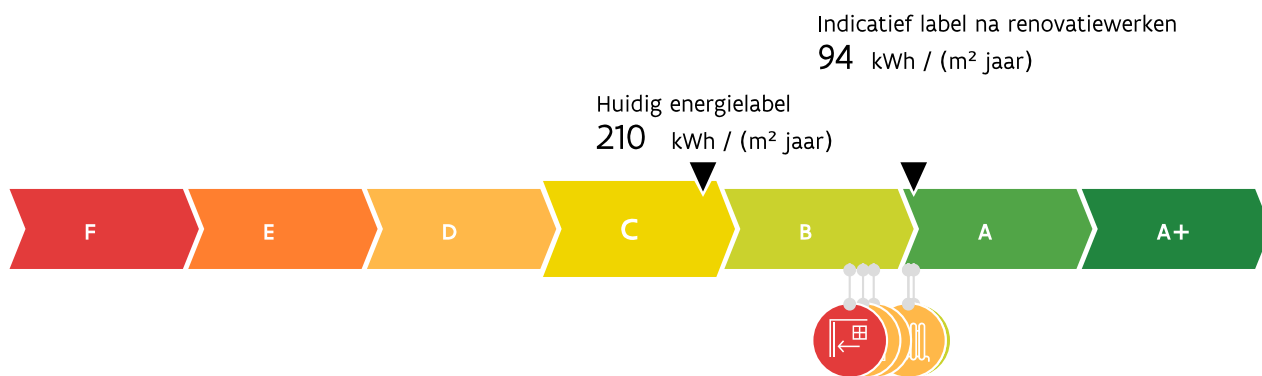 Indicatief label na renovatiewerken
94 kWh / (m² jaar)
Huidig energielabel
210 kWh / (m² jaar)
F E D C B A A+